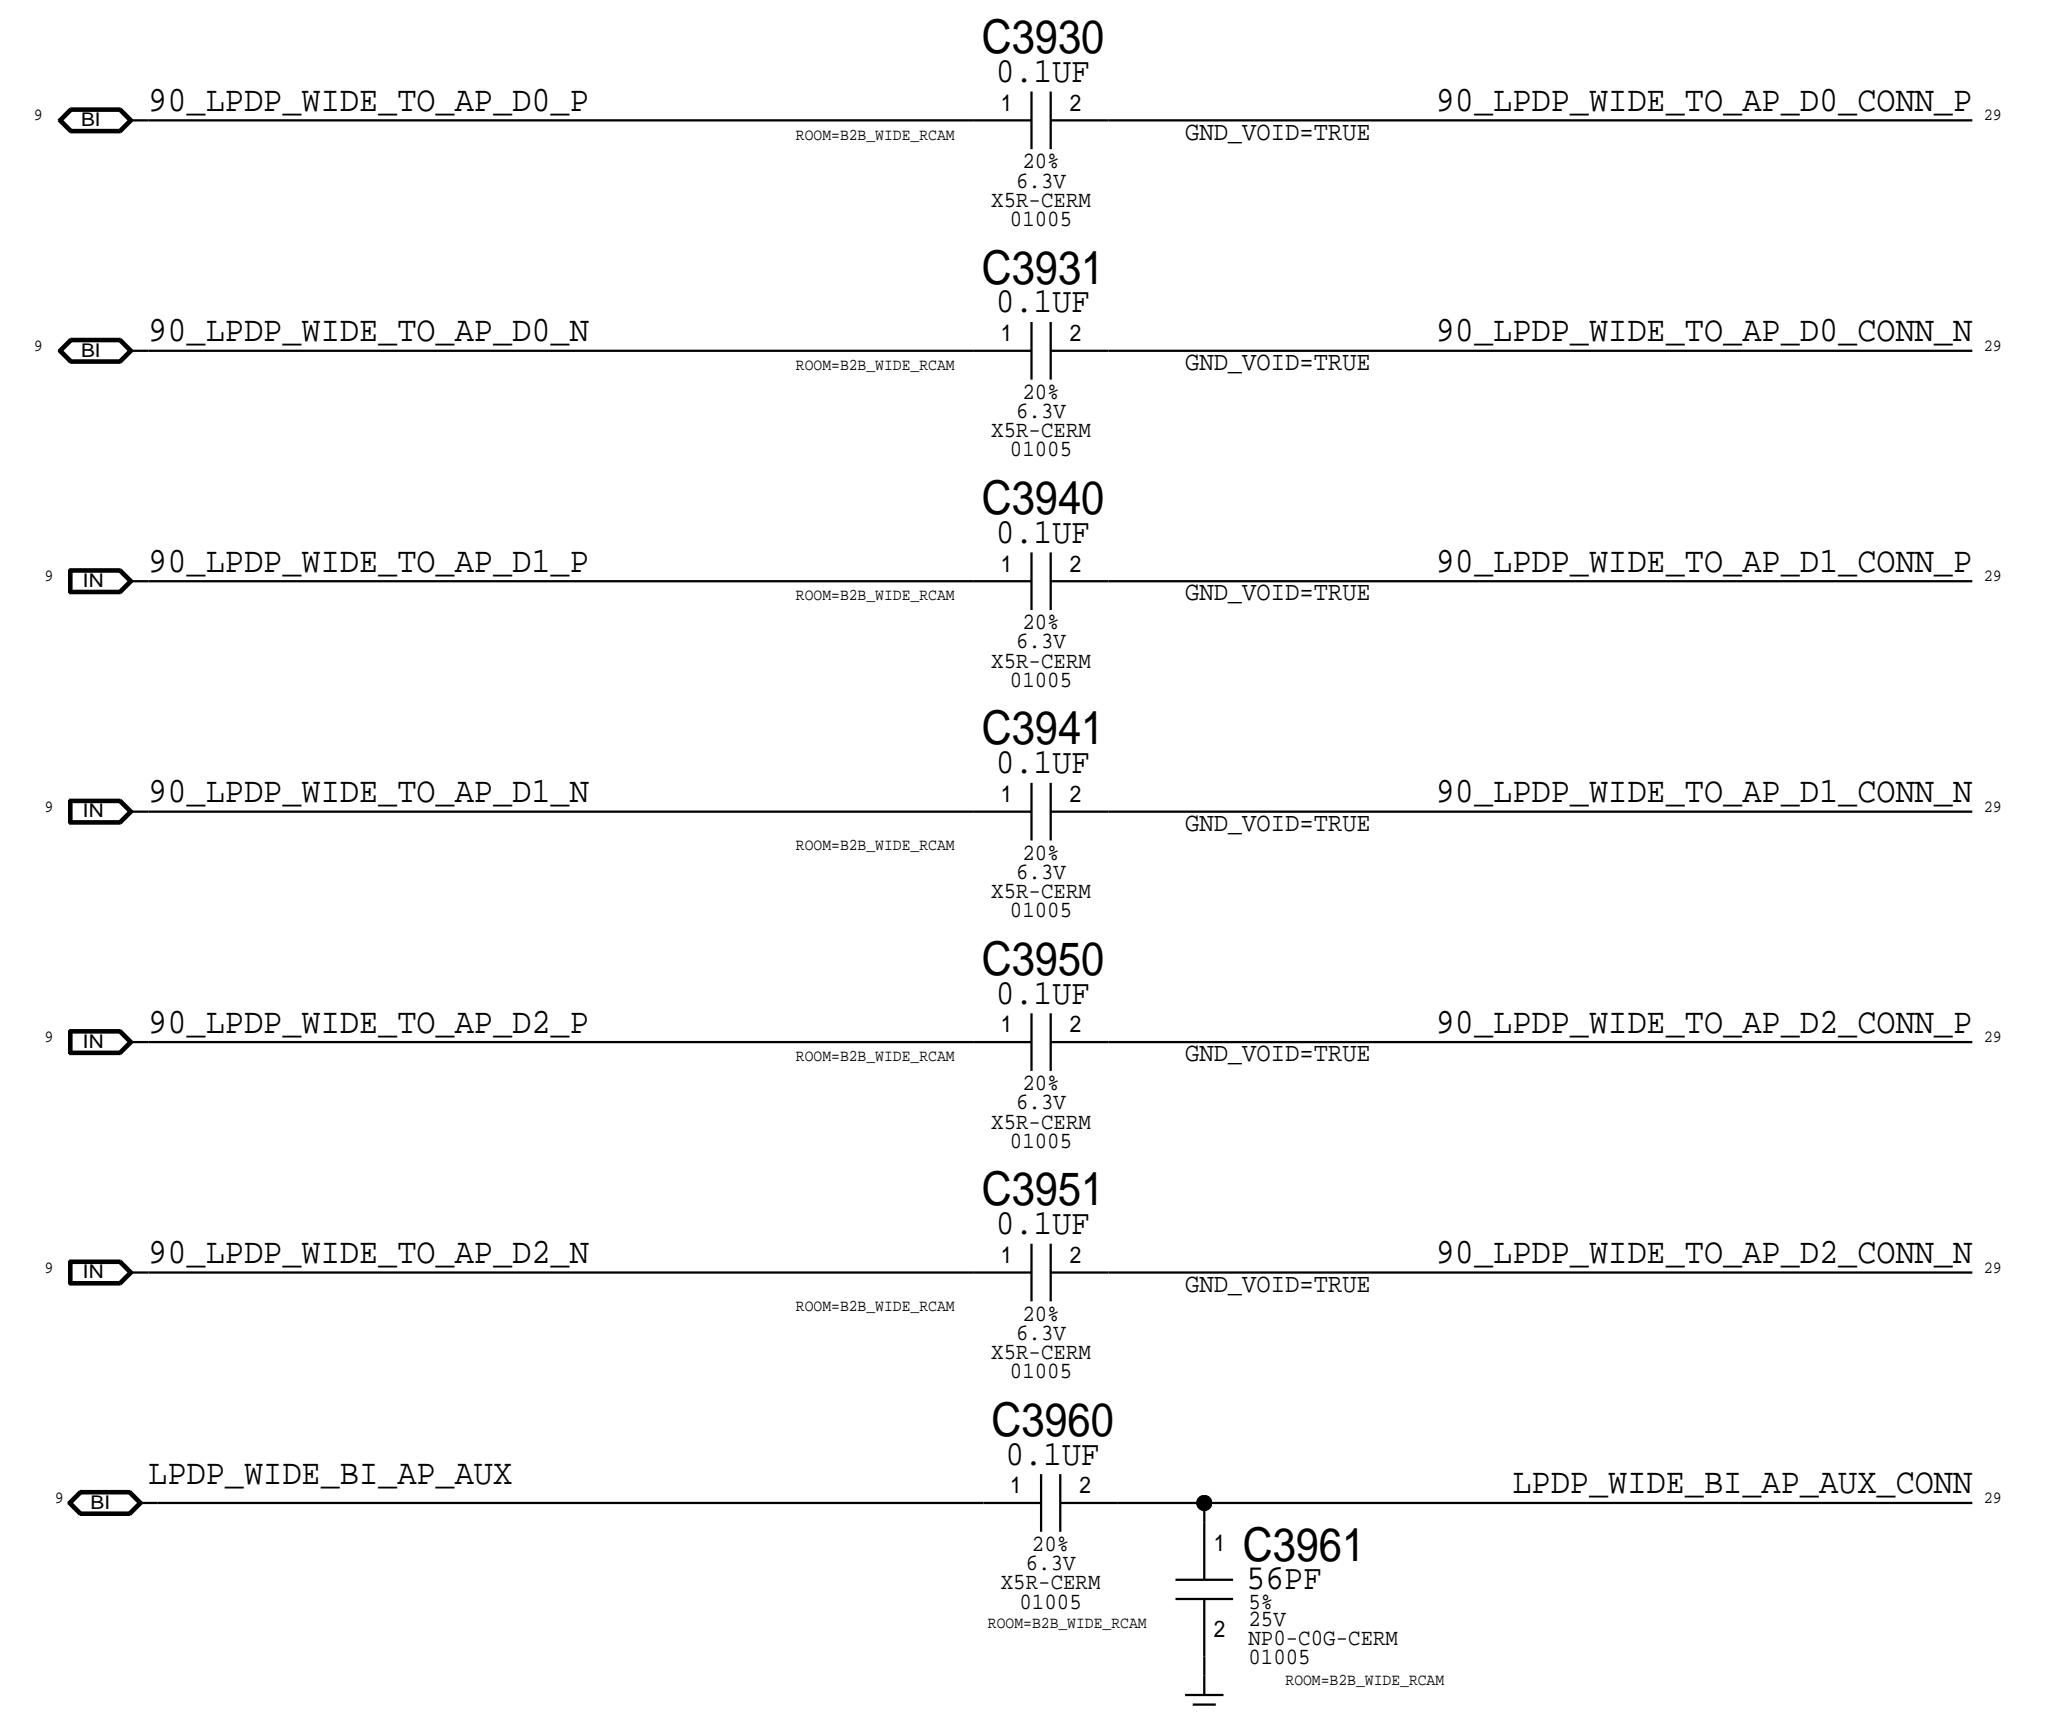 C3930
0.1UF
9 BI 90_LPDP_WIDE_TO_AP_D0_P 1 2 90_LPDP_WIDE_TO_AP_D0_CONN_P 29
ROOM=B2B_WIDE_RCAM GND_VOID=TRUE
20%
6.3V
X5R-CERM
01005
C3931
0.1UF
9 BI 90_LPDP_WIDE_TO_AP_D0_N 1 2 90_LPDP_WIDE_TO_AP_D0_CONN_N 29
ROOM=B2B_WIDE_RCAM GND_VOID=TRUE
20%
6.3V
X5R-CERM
01005
C3940
0.1UF
9 IN 90_LPDP_WIDE_TO_AP_D1_P 1 2 90_LPDP_WIDE_TO_AP_D1_CONN_P 29
ROOM=B2B_WIDE_RCAM GND_VOID=TRUE
20%
6.3V
X5R-CERM
01005
C3941
0.1UF
9 IN 90_LPDP_WIDE_TO_AP_D1_N 1 2 90_LPDP_WIDE_TO_AP_D1_CONN_N 29
GND_VOID=TRUE
ROOM=B2B_WIDE_RCAM
20%
6.3V
X5R-CERM
01005
C3950
0.1UF
9 IN 90_LPDP_WIDE_TO_AP_D2_P 1 2 90_LPDP_WIDE_TO_AP_D2_CONN_P 29
ROOM=B2B_WIDE_RCAM GND_VOID=TRUE
20%
6.3V
X5R-CERM
01005
C3951
0.1UF
9 IN 90_LPDP_WIDE_TO_AP_D2_N 1 2 90_LPDP_WIDE_TO_AP_D2_CONN_N 29
GND_VOID=TRUE
ROOM=B2B_WIDE_RCAM
20%
6.3V
X5R-CERM
01005
C3960
0.1UF
9 BI LPDP_WIDE_BI_AP_AUX 1 2 LPDP_WIDE_BI_AP_AUX_CONN 29
20%
6.3V
X5R-CERM
01005
ROOM=B2B_WIDE_RCAM
1 C3961
56PF
5%
25V
2 NP0-C0G-CERM
01005
ROOM=B2B_WIDE_RCAM